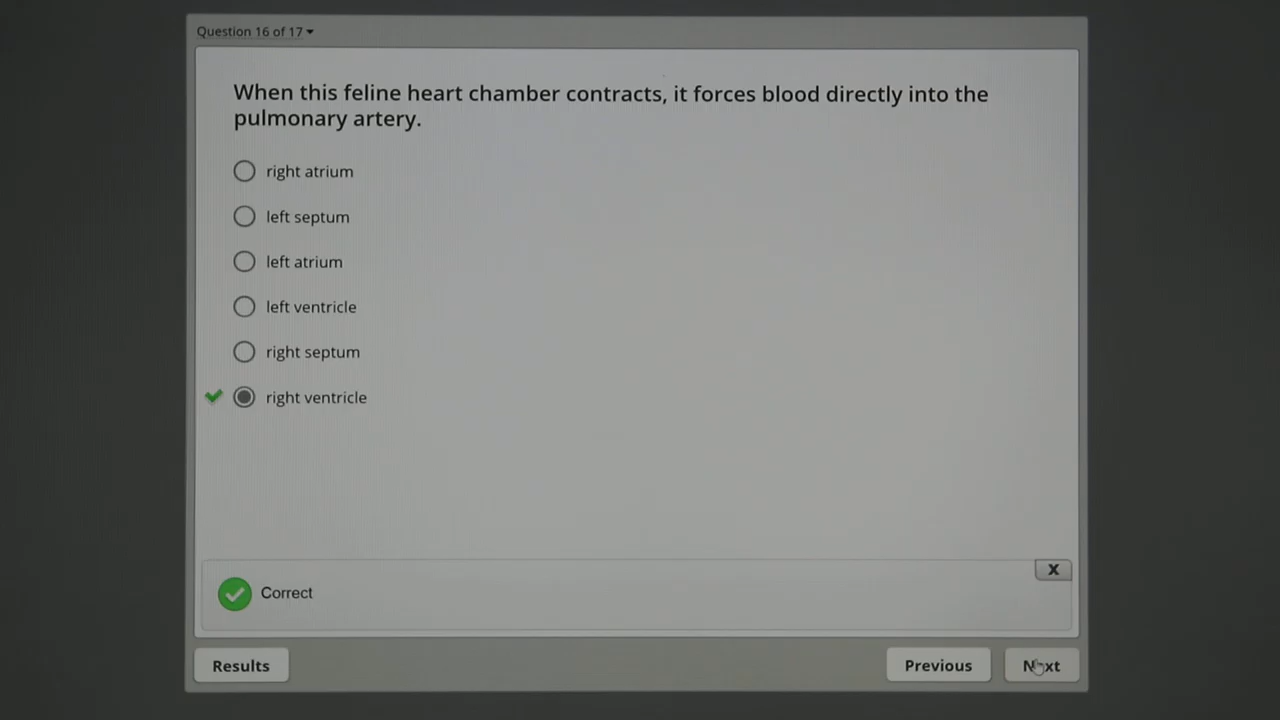 Question 16 of 17
When this feline heart chamber contracts, it forces blood directly into the
pulmonary artery.
right atrium
left septum
left atrium
left ventricle
right septum
right ventricle
X
Correct
Results
Previous
Next